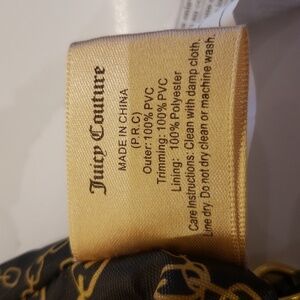 Juicy Couture
MADE IN CHINA
(P.R.C)
Outer: 100% PVC
Trimming: 100% PVC
Lining: 100% Polyester
Care Instructions: Clean with damp cloth.
Line dry. Do not dry clean or machine wash.